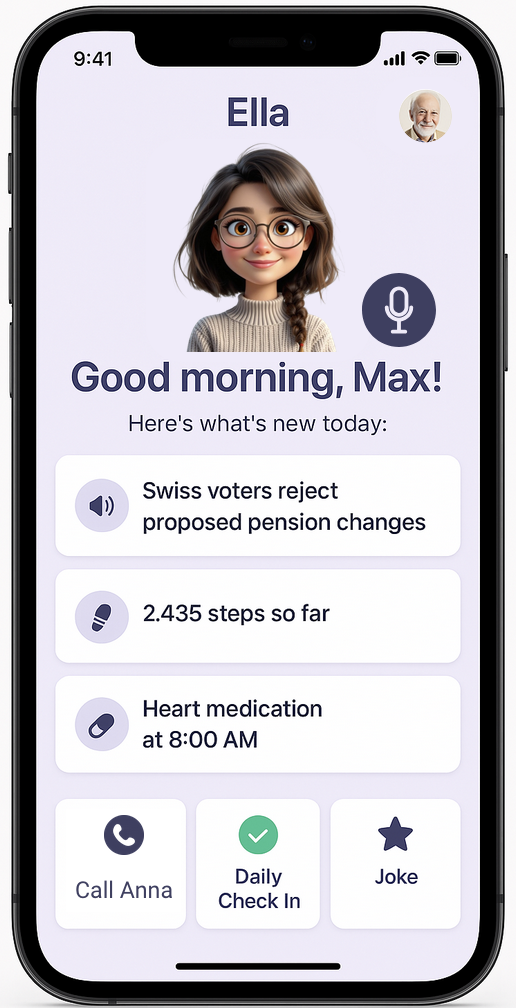 9:41
Ella
Good morning, Max!
Here's what's new today:
Swiss voters reject
proposed pension changes
2.435 steps so far
Heart medication
at 8:00 AM
Call Anna
Daily
Check In
Joke